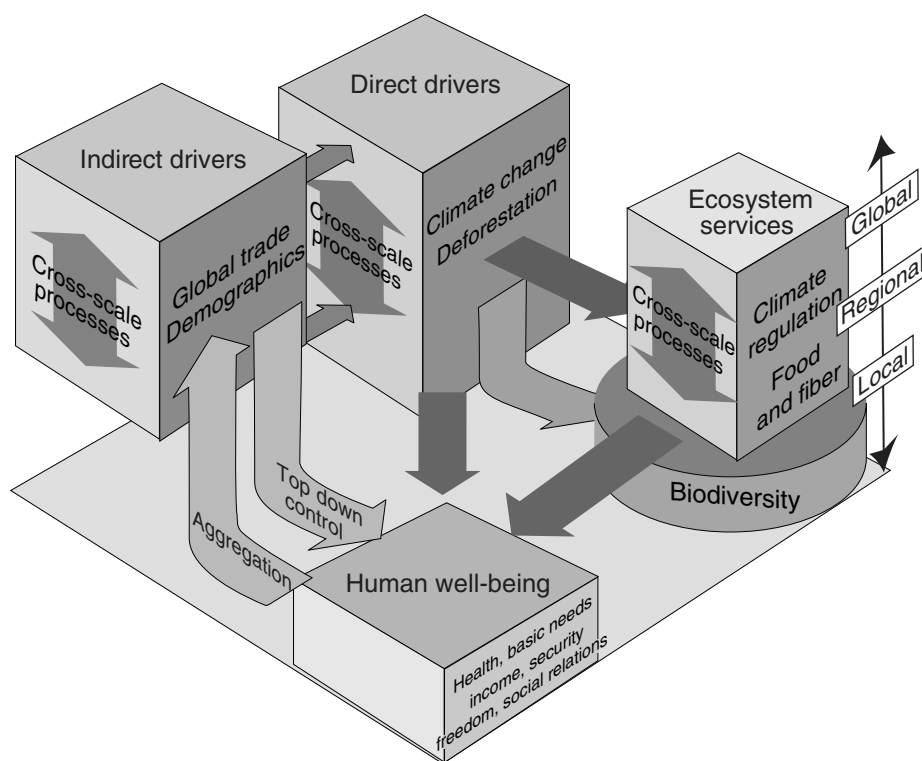 Direct drivers
Indirect drivers
Climate change
Deforestation
Cross-scale
processes
Global trade
Demographics
Cross-scale
processes
Ecosystem
services
Cross-scale
processes
Climate
regulation
Food
and fiber
Global
Regional
Local
Biodiversity
Top down
control
Aggregation
Human well-being
Health, basic needs
income, security
freedom, social relations